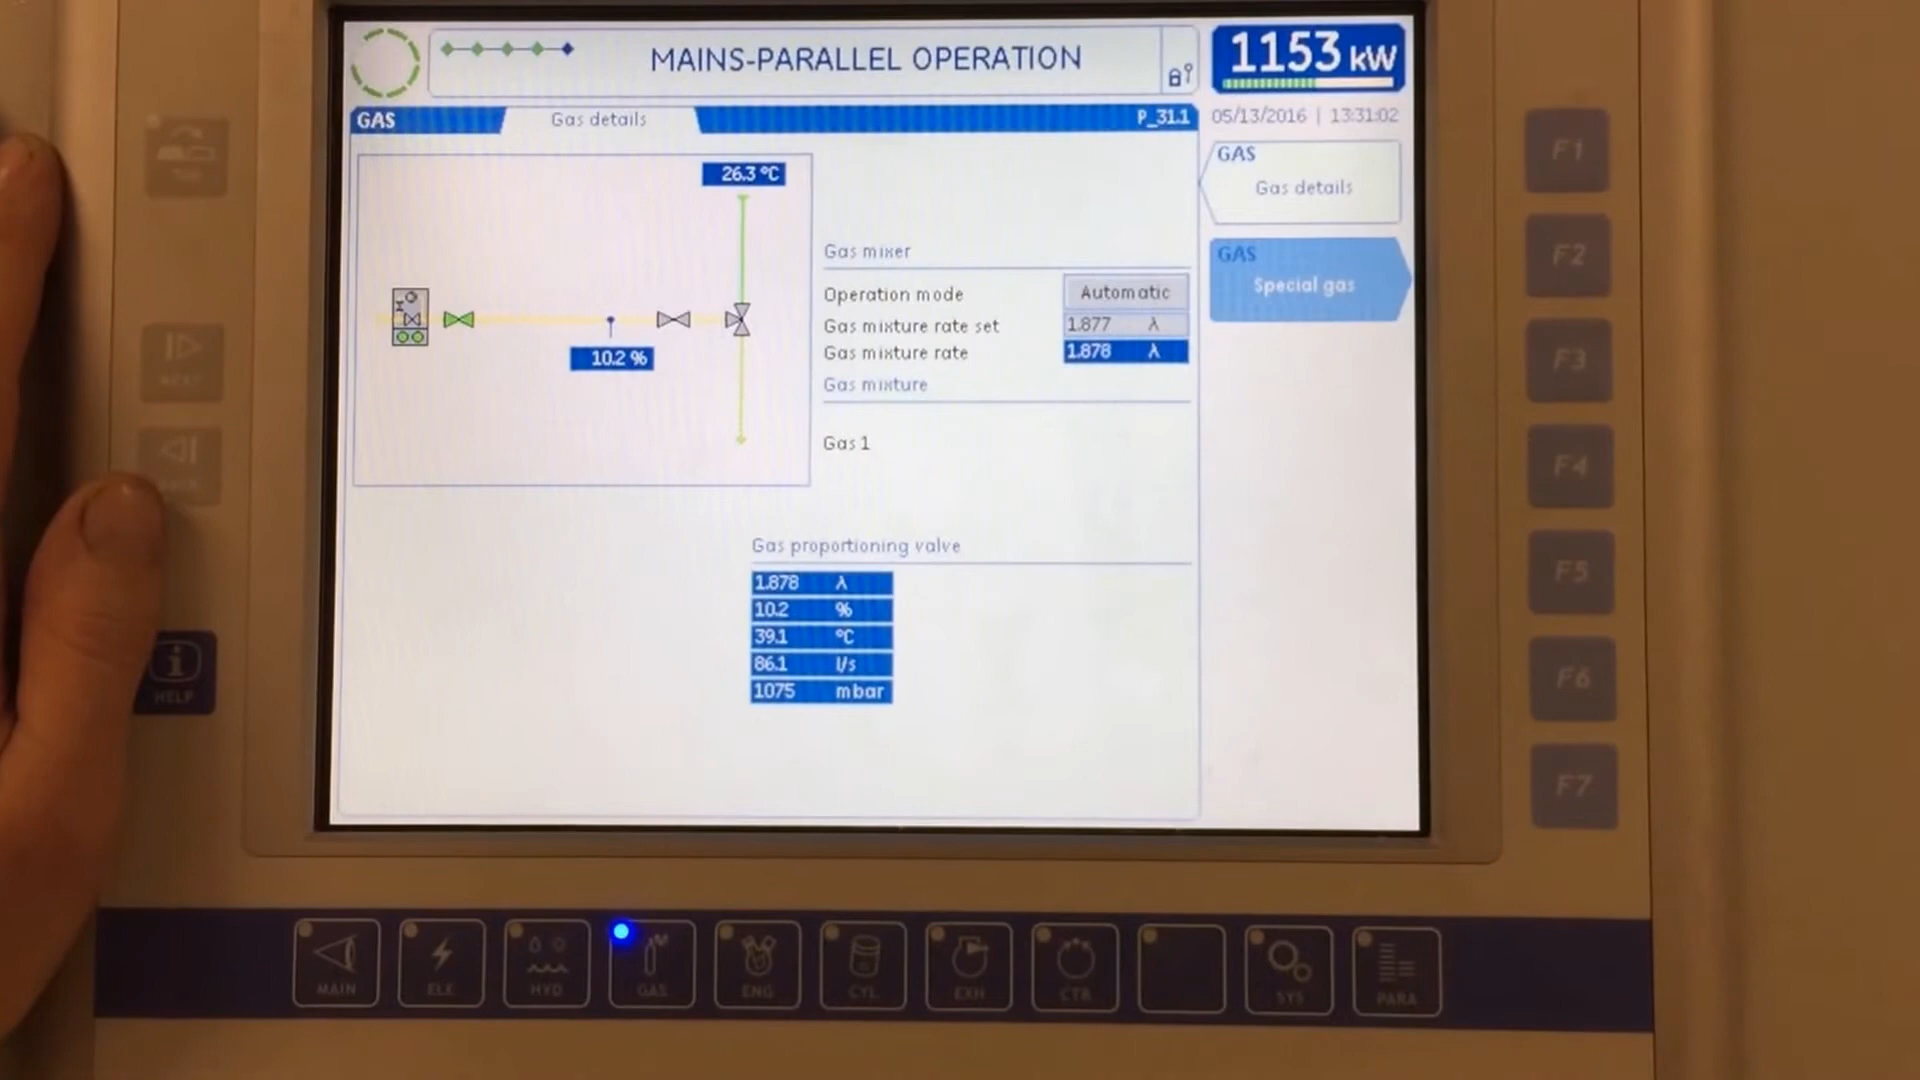 MAINS-PARALLEL OPERATION
1153 kW
GAS Gas details P_31.1
05/13/2016 | 13:31:02
GAS
Gas details
GAS
Special gas
26.3 °C
10.2 %
Gas mixer
Operation mode Automatic
Gas mixture rate set 1.877 λ
Gas mixture rate 1.878 λ
Gas mixture
Gas 1
Gas proportioning valve
1.878 λ
10.2 %
39.1 °C
86.1 l/s
1075 mbar
F1
F2
F3
F4
F5
F6
F7
HELP
MAIN
ELE
HYD
GAS
ENG
CYL
EXH
CTR
SYS
PARA